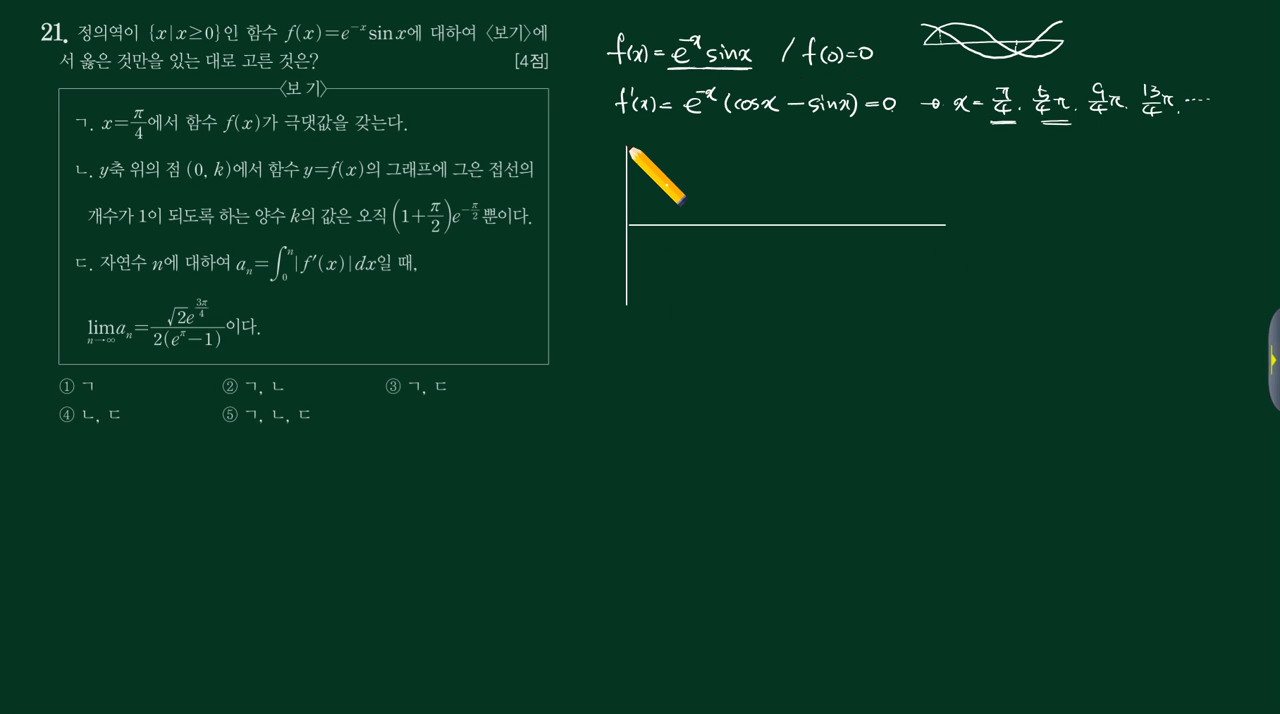 21. 정의역이 {x|x≥0}인 함수 f(x)=e^{-x}sinx에 대하여 〈보기〉에
서 옳은 것만을 있는 대로 고른 것은? [4점]
〈보 기〉
ㄱ. x=π/4에서 함수 f(x)가 극댓값을 갖는다.
ㄴ. y축 위의 점 (0, k)에서 함수 y=f(x)의 그래프에 그은 접선의
개수가 1이 되도록 하는 양수 k의 값은 오직 (1+π/2)e^{-π/2}뿐이다.
ㄷ. 자연수 n에 대하여 a_n=∫_0^n|f′(x)|dx일 때,
lim_{n→∞} a_n=√2e^{3π/4}/2(e^π−1)이다.
① ㄱ ② ㄱ, ㄴ ③ ㄱ, ㄷ
④ ㄴ, ㄷ ⑤ ㄱ, ㄴ, ㄷ
f(x)= e^{-x} sinx / f(0)=0
f'(x)= e^{-x}(cosx − sinx)=0 → x= π/4. 5/4π. 9/4π. 13/4π. ····